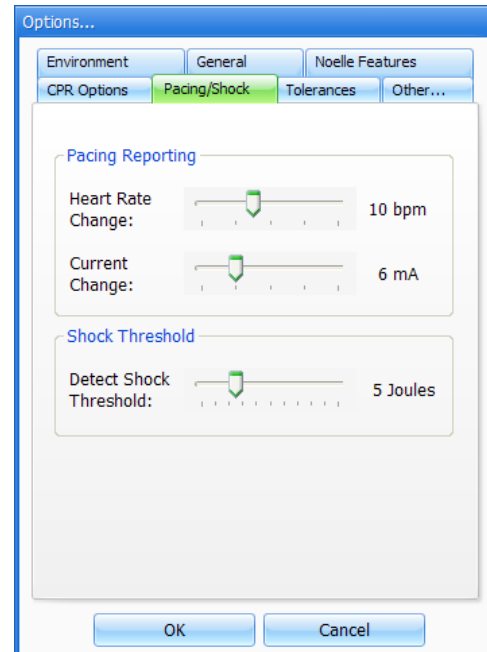 Options...
Environment General Noelle Features
CPR Options Pacing/Shock Tolerances Other...
Pacing Reporting
Heart Rate
Change:
10 bpm
Current
Change:
6 mA
Shock Threshold
Detect Shock
Threshold:
5 Joules
OK Cancel